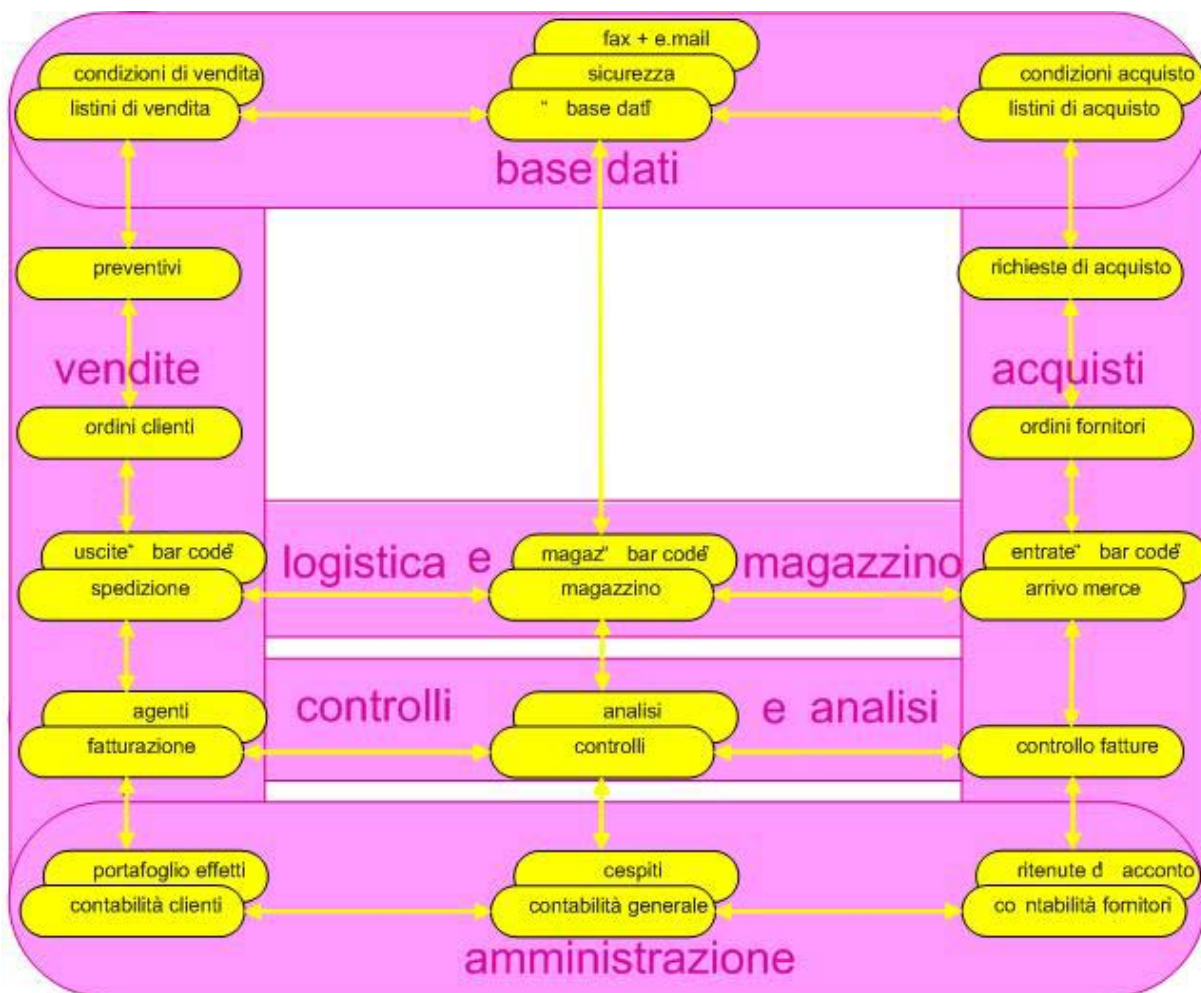 fax + e.mail
condizioni di vendita
sicurezza
condizioni acquisto
listini di vendita
“ base dati”
listini di acquisto
base dati
preventivi
richieste di acquisto
vendite
acquisti
ordini clienti
ordini fornitori
uscite“ bar code”
logistica e
magaz“ bar code”
magazzino
entrate“ bar code”
spedizione
magazzino
arrivo merce
agenti
controlli
analisi
e analisi
fatturazione
controlli
controllo fatture
portafoglio effetti
cespiti
ritenute d acconto
contabilità clienti
contabilità generale
co ntabilità fornitori
amministrazione